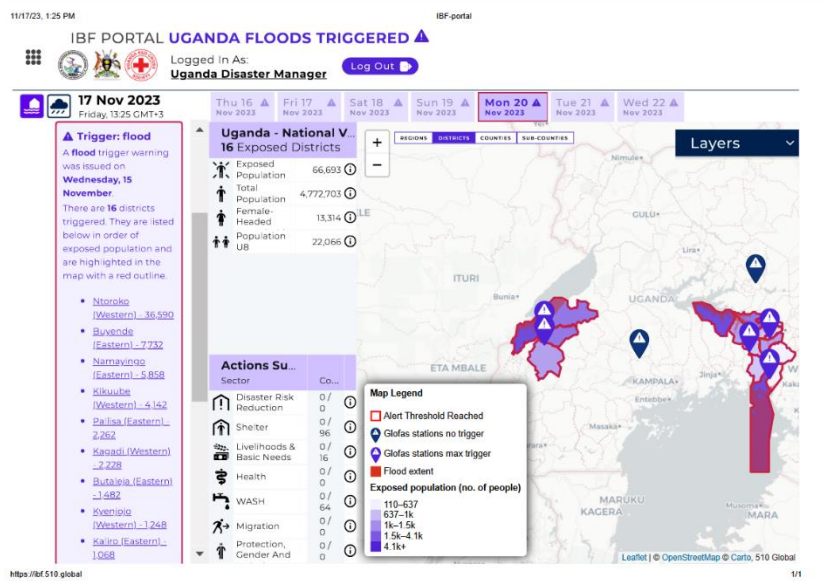 11/17/23, 1:25 PM
IBF-portal
IBF PORTAL UGANDA FLOODS TRIGGERED
Logged In As:
Uganda Disaster Manager
Log Out
17 Nov 2023
Friday, 13:25 GMT+3
Thu 16
Nov 2023
Fri 17
Nov 2023
Sat 18
Nov 2023
Sun 19
Nov 2023
Mon 20
Nov 2023
Tue 21
Nov 2023
Wed 22
Nov 2023
Trigger: flood
A flood trigger warning
was issued on
Wednesday, 15
November.
There are 16 districts
triggered. They are listed
below in order of
exposed population and
are highlighted in the
map with a red outline.
Ntoroko
(Western) - 36,590
Buyende
(Eastern) - 7,732
Namayingo
(Eastern) - 5,858
Kikuube
(Western) - 4,142
Pallisa (Eastern) -
2,262
Kagadi (Western)
- 2,228
Butaleja (Eastern)
- 1,482
Kyenjojo
(Western) - 1,248
Kaliro (Eastern) -
1,068
Uganda - National V...
16 Exposed Districts
Exposed
Population
66,693
Total
Population
4,772,703
Female-
Headed
13,314
Population
U8
22,066
Actions Su...
Sector
Co...
Disaster Risk
Reduction
0 /
0
Shelter
0 /
96
Livelihoods &
Basic Needs
0 /
16
Health
0 /
0
WASH
0 /
64
Migration
0 /
0
Protection,
Gender And
0 /
0
+
−
REGIONS
DISTRICTS
COUNTIES
SUB-COUNTIES
Layers
Nimule
GULU
LE
Lira
ITURI
Bunia
UGANDA
ETA MBALE
KAMPALA
Jinja
Kaka
Entebbe
Masaka
fara
MARUKU
KAGERA
Musoma
MARA
Map Legend
Alert Threshold Reached
Glofas stations no trigger
Glofas stations max trigger
Flood extent
Exposed population (no. of people)
110–637
637–1k
1k–1.5k
1.5k–4.1k
4.1k+
Leaflet | © OpenStreetMap © Carto, 510 Global
https://ibf.510.global
1/1